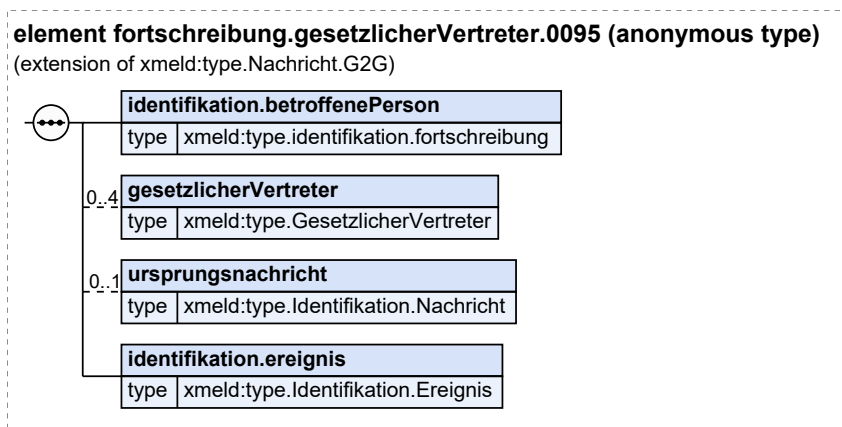 element fortschreibung.gesetzlicherVertreter.0095 (anonymous type)
(extension of xmeld:type.Nachricht.G2G)
identifikation.betroffenePerson
type xmeld:type.identifikation.fortschreibung
0..4 gesetzlicherVertreter
type xmeld:type.GesetzlicherVertreter
0..1 ursprungsnachricht
type xmeld:type.Identifikation.Nachricht
identifikation.ereignis
type xmeld:type.Identifikation.Ereignis